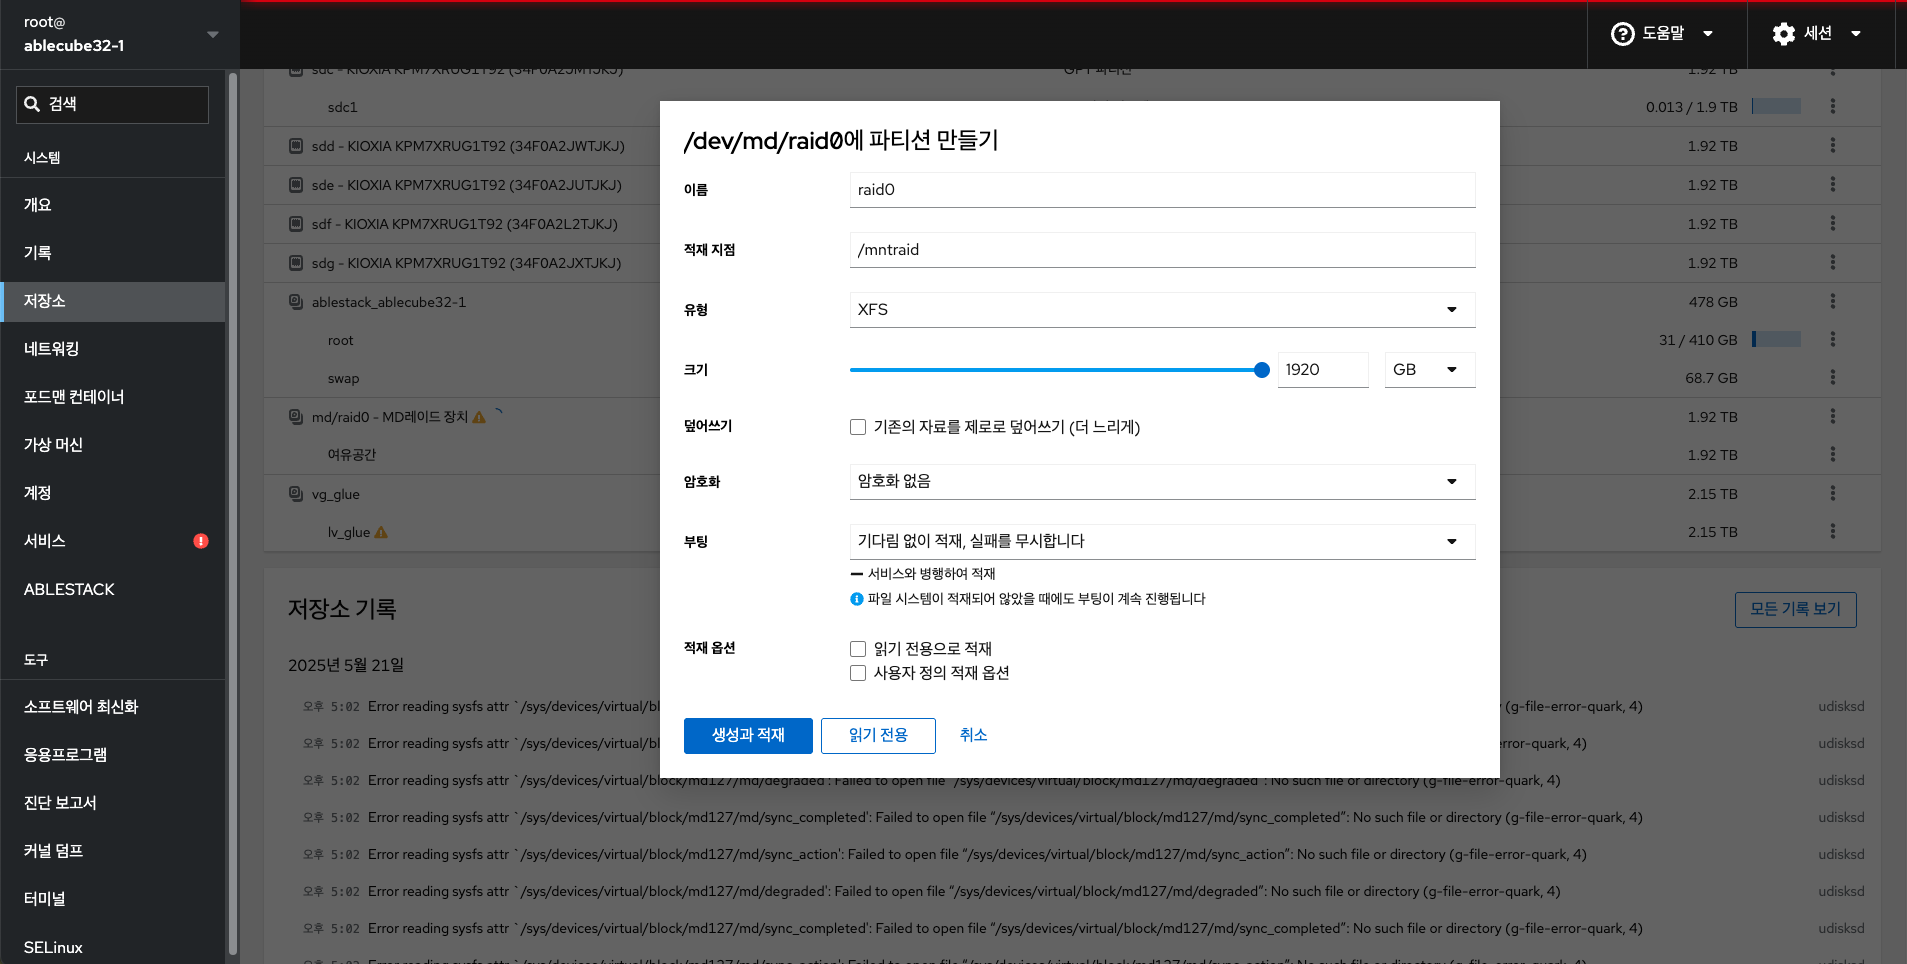 root@
ablecube32-1
도움말
세션
검색
시스템
개요
기록
저장소
네트워킹
포드맨 컨테이너
가상 머신
계정
서비스
ABLESTACK
도구
소프트웨어 최신화
응용프로그램
진단 보고서
커널 덤프
터미널
SELinux
sdc - KIOXIA KPM7XRUG1T92 (34F0A2JMTJKJ) GPT 파티션 1.92 TB
sdc1 0.013 / 1.9 TB
sdd - KIOXIA KPM7XRUG1T92 (34F0A2JWTJKJ) 1.92 TB
sde - KIOXIA KPM7XRUG1T92 (34F0A2JUTJKJ) 1.92 TB
sdf - KIOXIA KPM7XRUG1T92 (34F0A2L2TJKJ) 1.92 TB
sdg - KIOXIA KPM7XRUG1T92 (34F0A2JXTJKJ) 1.92 TB
ablestack_ablecube32-1 478 GB
root 31 / 410 GB
swap 68.7 GB
md/raid0 - MD레이드 장치 1.92 TB
여유공간 1.92 TB
vg_glue 2.15 TB
lv_glue 2.15 TB
/dev/md/raid0에 파티션 만들기
이름 raid0
적재 지점 /mntraid
유형 XFS
크기 1920 GB
덮어쓰기 기존의 자료를 제로로 덮어쓰기 (더 느리게)
암호화 암호화 없음
부팅 기다림 없이 적재, 실패를 무시합니다
서비스와 병행하여 적재
파일 시스템이 적재되어 않았을 때에도 부팅이 계속 진행됩니다
적재 옵션 읽기 전용으로 적재
사용자 정의 적재 옵션
생성과 적재 읽기 전용 취소
저장소 기록 모든 기록 보기
2025년 5월 21일
오후 5:02 Error reading sysfs attr `/sys/devices/virtual/bl ry (g-file-error-quark, 4) udisksd
오후 5:02 Error reading sysfs attr `/sys/devices/virtual/bl rror-quark, 4) udisksd
오후 5:02 Error reading sysfs attr `/sys/devices/virtual/block/md127/md/degraded': Failed to open file “/sys/devices/virtual/block/md127/md/degraded”: No such file or directory (g-file-error-quark, 4) udisksd
오후 5:02 Error reading sysfs attr `/sys/devices/virtual/block/md127/md/sync_completed': Failed to open file “/sys/devices/virtual/block/md127/md/sync_completed”: No such file or directory (g-file-error-quark, 4) udisksd
오후 5:02 Error reading sysfs attr `/sys/devices/virtual/block/md127/md/sync_action': Failed to open file “/sys/devices/virtual/block/md127/md/sync_action”: No such file or directory (g-file-error-quark, 4) udisksd
오후 5:02 Error reading sysfs attr `/sys/devices/virtual/block/md127/md/degraded': Failed to open file “/sys/devices/virtual/block/md127/md/degraded”: No such file or directory (g-file-error-quark, 4) udisksd
오후 5:02 Error reading sysfs attr `/sys/devices/virtual/block/md127/md/sync_completed': Failed to open file “/sys/devices/virtual/block/md127/md/sync_completed”: No such file or directory (g-file-error-quark, 4) udisksd